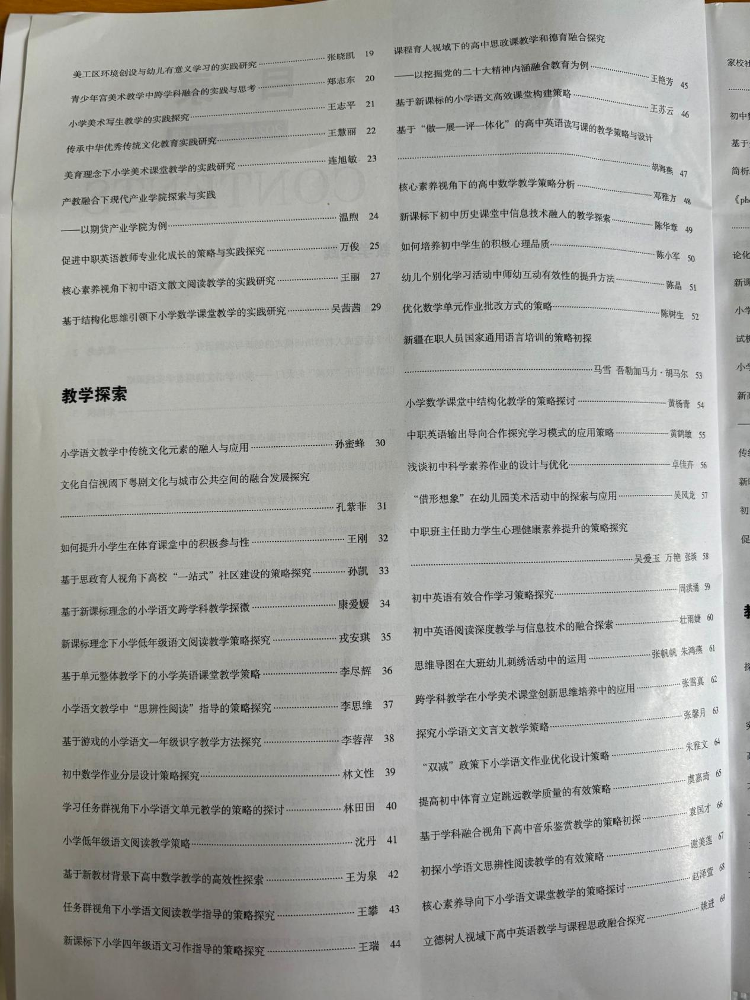 美工区环境创设与幼儿有意义学习的实践研究 张晓凯 19
青少年宫美术教学中跨学科融合的实践与思考 郑志东 20
小学美术写生教学的实践探究 王志平 21
传承中华优秀传统文化教育实践研究 王慧丽 22
美育理念下小学美术课堂教学的实践研究 连旭敏 23
产教融合下现代产业学院探索与实践
——以期货产业学院为例 温煦 24
促进中职英语教师专业化成长的策略与实践探究 万俊 25
核心素养视角下初中语文散文阅读教学的实践研究 王丽 27
基于结构化思维引领下小学数学课堂教学的实践研究 吴茜茜 29
教学探索
小学语文教学中传统文化元素的融入与应用 孙蜜蜂 30
文化自信视阈下粤剧文化与城市公共空间的融合发展探究
孔紫菲 31
如何提升小学生在体育课堂中的积极参与性 王刚 32
基于思政育人视角下高校“一站式”社区建设的策略探究 孙凯 33
基于新课标理念的小学语文跨学科教学探微 康爱媛 34
新课标理念下小学低年级语文阅读教学策略探究 戎安琪 35
基于单元整体教学下的小学英语课堂教学策略 李尽辉 36
小学语文教学中“思辨性阅读”指导的策略探究 李思维 37
基于游戏的小学语文一年级识字教学方法探究 李蓉萍 38
初中数学作业分层设计策略探究 林文性 39
学习任务群视角下小学语文单元教学的策略的探讨 林田田 40
小学低年级语文阅读教学策略 沈丹 41
基于新教材背景下高中数学教学的高效性探索 王为泉 42
任务群视角下小学语文阅读教学指导的策略探究 王攀 43
新课标下小学四年级语文习作指导的策略探究 王瑞 44
课程育人视域下的高中思政课教学和德育融合探究
——以挖掘党的二十大精神内涵融合教育为例 王艳芳 45
基于新课标的小学语文高效课堂构建策略 王苏云 46
基于“做—展—评一体化”的高中英语读写课的教学策略与设计
胡海燕 47
核心素养视角下的高中数学教学策略分析 邓雅方 48
新课标下初中历史课堂中信息技术融人的教学探索 陈华章 49
如何培养初中学生的积极心理品质 陈小军 50
幼儿个别化学习活动中师幼互动有效性的提升方法 陈晶 51
优化数学单元作业批改方式的策略 陈树生 52
新疆在职人员国家通用语言培训的策略初探
马雪 吾勒加马力·胡马尔 53
小学数学课堂中结构化教学的策略探讨 黄杨青 54
中职英语输出导向合作探究学习模式的应用策略 黄鹤敏 55
浅谈初中科学素养作业的设计与优化 卓佳卉 56
“借形想象”在幼儿园美术活动中的探索与应用 吴凤龙 57
中职班主任助力学生心理健康素养提升的策略探究
吴爱玉 万艳 张琰 58
初中英语有效合作学习策略探究 周洪涌 59
初中英语阅读深度教学与信息技术的融合探索 壮雨婕 60
思维导图在大班幼儿刺绣活动中的运用 张帆帆 朱鸿燕 61
跨学科教学在小学美术课堂创新思维培养中的应用 张雪真 62
探究小学语文文言文教学策略 张馨月 63
“双减”政策下小学语文作业优化设计策略 朱雅文 64
提高初中体育立定跳远教学质量的有效策略 虞嘉琦 65
基于学科融合视角下高中音乐鉴赏教学的策略初探 袁国才 66
初探小学语文思辨性阅读教学的有效策略 谢美莲 67
核心素养导向下小学语文课堂教学的策略探讨 赵泽萱 68
立德树人视域下高中英语教学与课程思政融合探究 姚进 69
家校社
初中
基于
简析
《pho
论化
新课
小学
试析
小学
新高
传统
新时
初
促